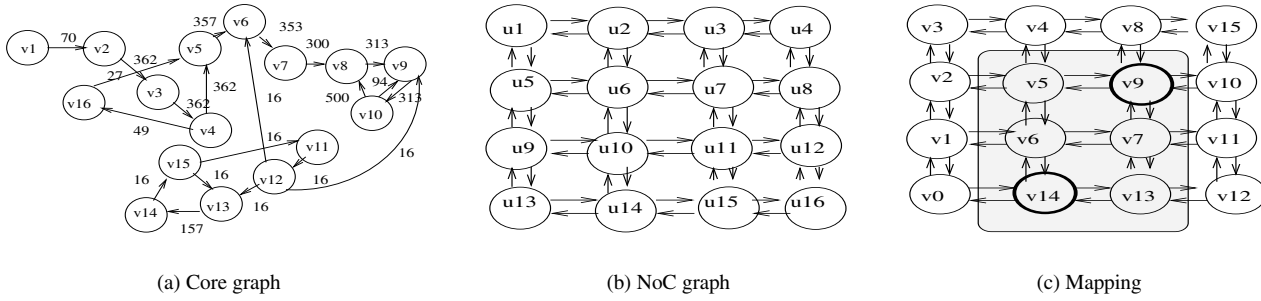 v1 70 v2 362 v3 362 v4 362 v5 357 v6 353 v7 300 v8 313 v9
v16 27 49 16 500 94 313 v10
v15 16 v11 16 v12 16 v13 16 157 v14 16
u1 u2 u3 u4
u5 u6 u7 u8
u9 u10 u11 u12
u13 u14 u15 u16
v3 v4 v8 v15
v2 v5 v9 v10
v1 v6 v7 v11
v0 v14 v13 v12
(a) Core graph
(b) NoC graph
(c) Mapping